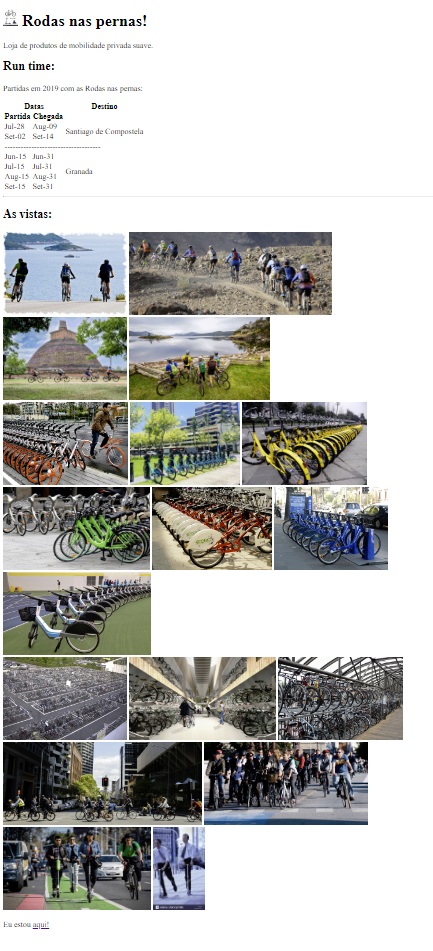 Rodas nas pernas!
Loja de produtos de mobilidade privada suave.
Run time:
Partidas em 2019 com as Rodas nas pernas:
Datas Destino
Partida Chegada
Jul-28 Aug-09
Santiago de Compostela
Set-02 Set-14
------------------------------------
Jun-15 Jun-31
Jul-15 Jul-31
Granada
Aug-15 Aug-31
Set-15 Set-31
As vistas:
Eu estou aqui!